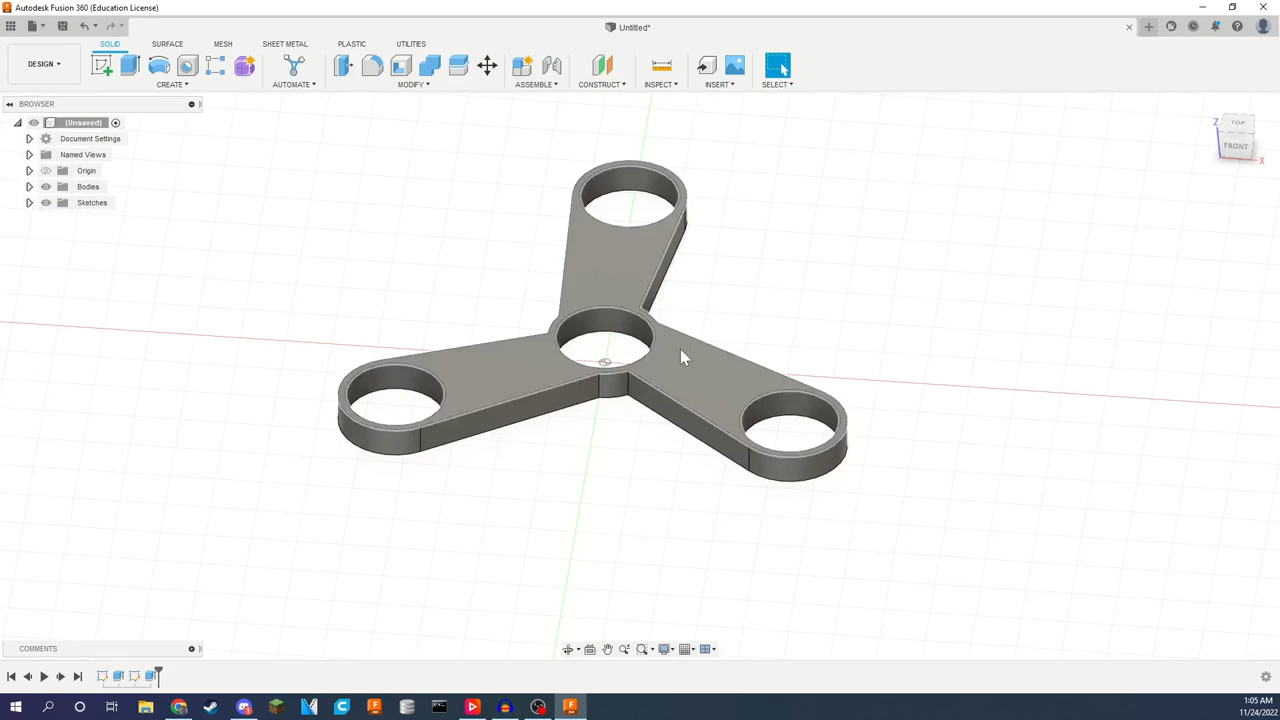 Autodesk Fusion 360 (Education License)
Untitled*
SOLID SURFACE MESH SHEET METAL PLASTIC UTILITIES
DESIGN
CREATE AUTOMATE MODIFY ASSEMBLE CONSTRUCT INSPECT INSERT SELECT
BROWSER
(Unsaved)
Document Settings
Named Views
Origin
Bodies
Sketches
TOP
FRONT
Z
X
COMMENTS
1:05 AM
11/24/2022